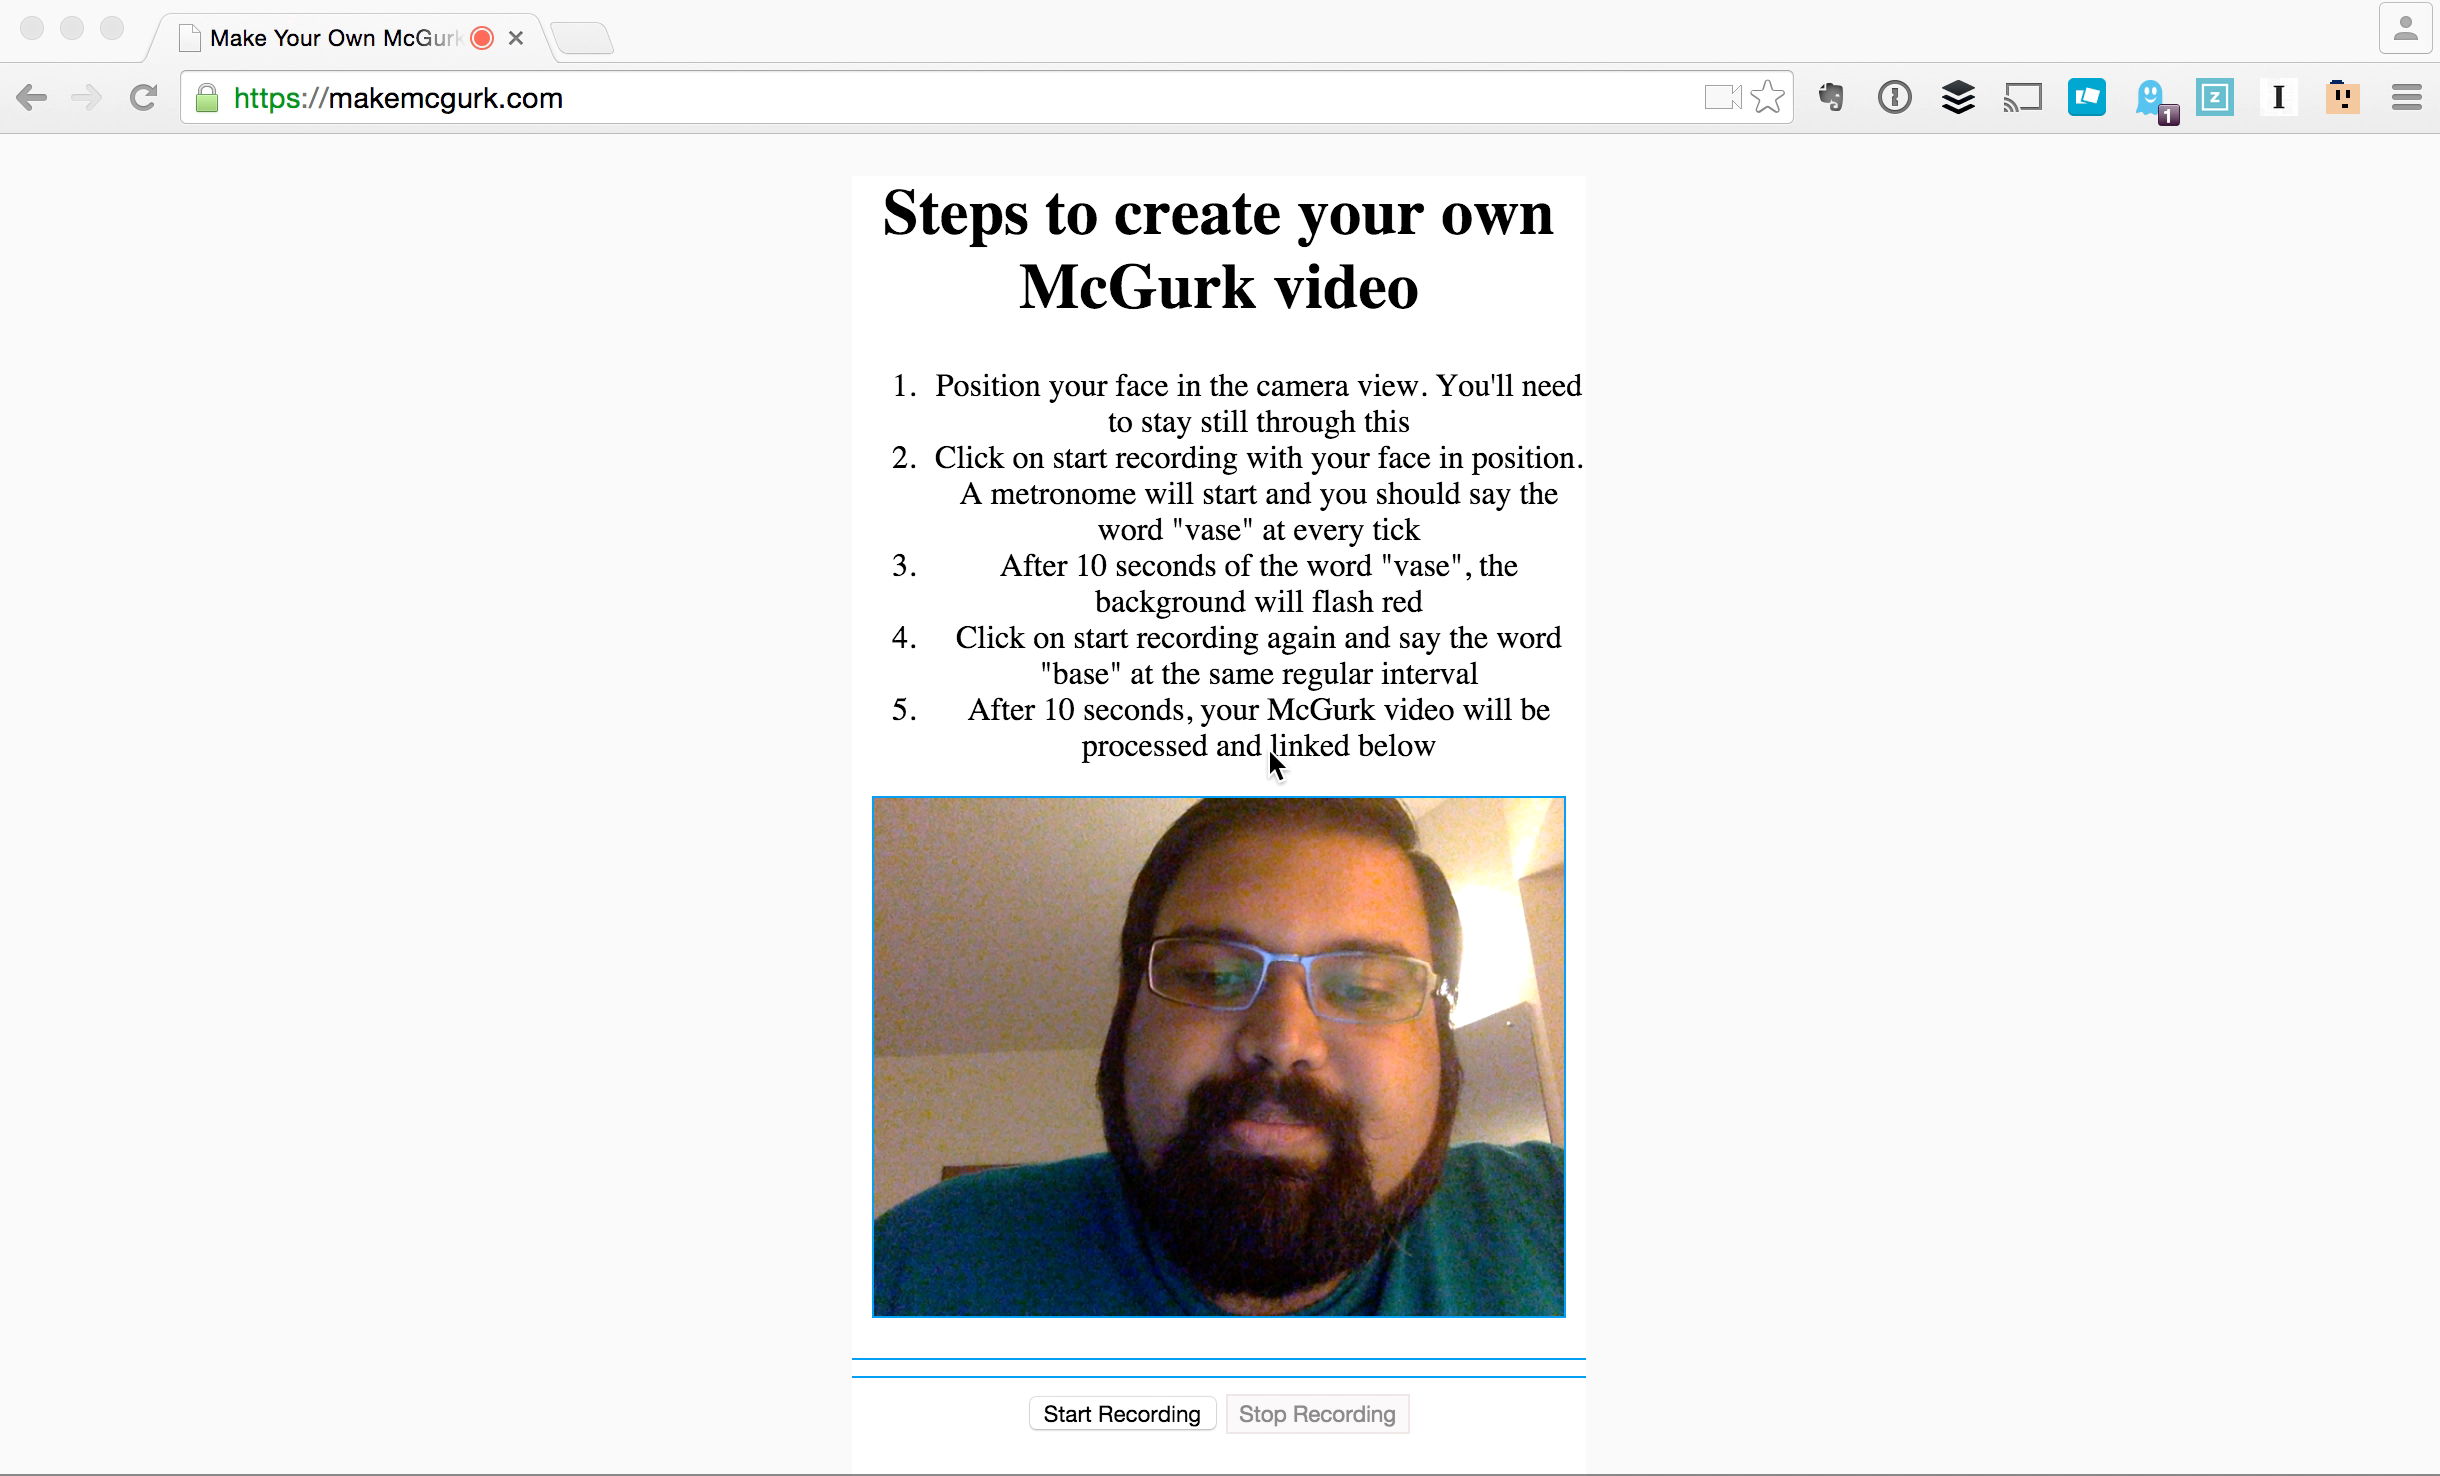 Make Your Own McGurk
https://makemcgurk.com
1
z
I
Steps to create your own
McGurk video
1. Position your face in the camera view. You'll need
to stay still through this
2. Click on start recording with your face in position.
A metronome will start and you should say the
word "vase" at every tick
3. After 10 seconds of the word "vase", the
background will flash red
4. Click on start recording again and say the word
"base" at the same regular interval
5. After 10 seconds, your McGurk video will be
processed and linked below
Start Recording Stop Recording